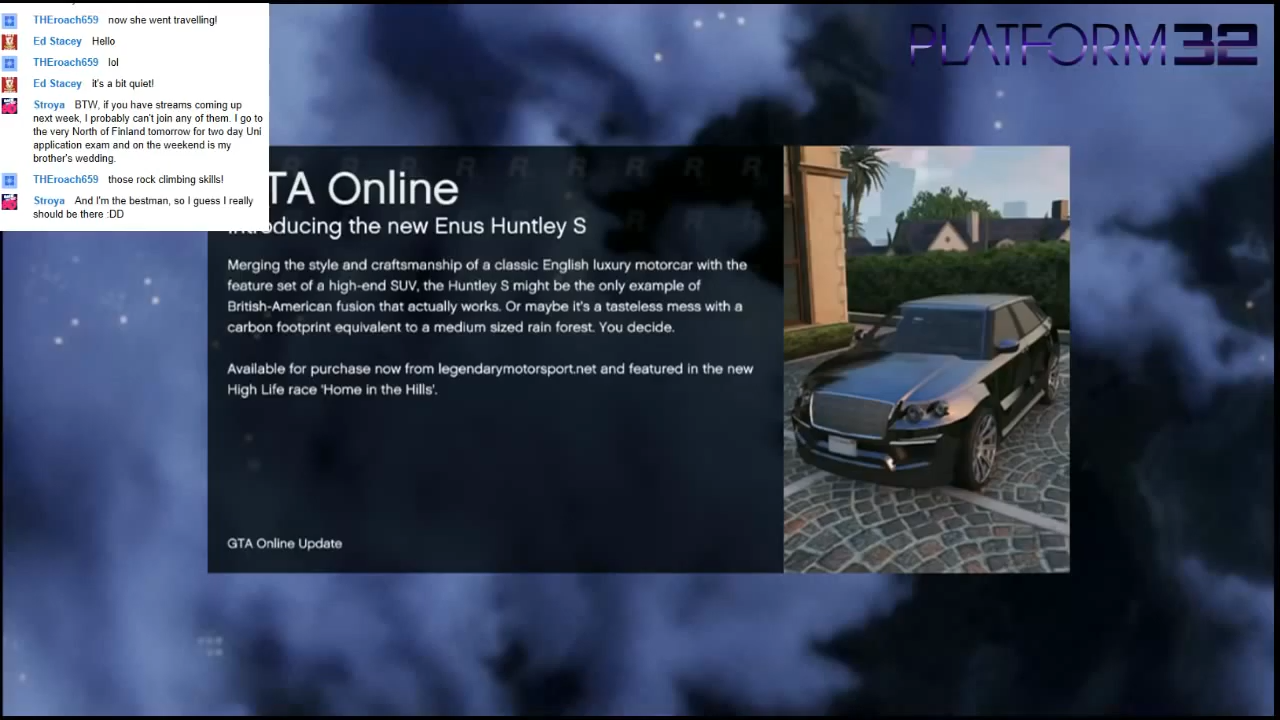 THEroach659 now she went travelling!
Ed Stacey Hello
THEroach659 lol
Ed Stacey it's a bit quiet!
Stroya BTW, if you have streams coming up
next week, I probably can't join any of them. I go to
the very North of Finland tomorrow for two day Uni
application exam and on the weekend is my
brother's wedding.
THEroach659 those rock climbing skills!
Stroya And I'm the bestman, so I guess I really
should be there :DD
PLATFORM32
TA Online
Introducing the new Enus Huntley S
Merging the style and craftsmanship of a classic English luxury motorcar with the
feature set of a high-end SUV, the Huntley S might be the only example of
British-American fusion that actually works. Or maybe it's a tasteless mess with a
carbon footprint equivalent to a medium sized rain forest. You decide.
Available for purchase now from legendarymotorsport.net and featured in the new
High Life race 'Home in the Hills'.
GTA Online Update